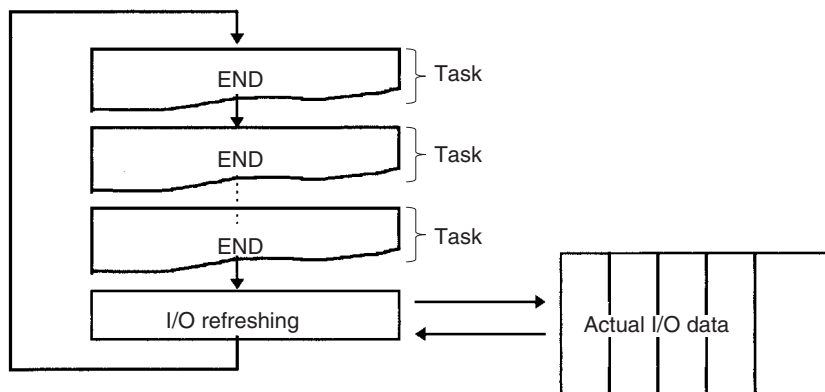 END
Task
END
Task
END
Task
I/O refreshing
Actual I/O data